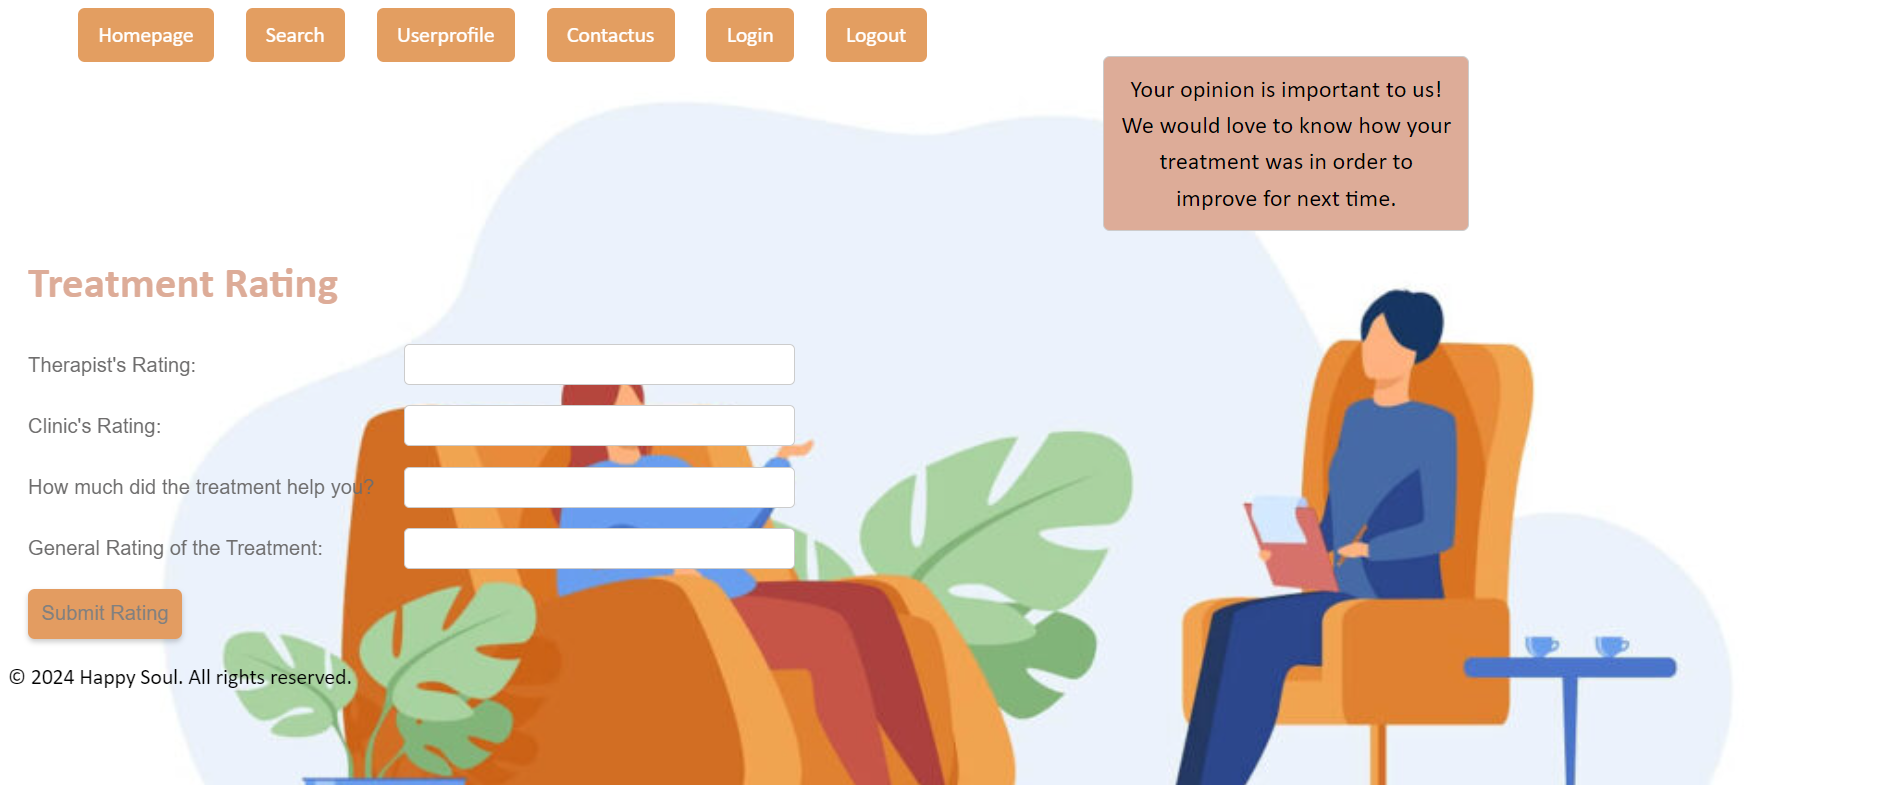 Homepage Search Userprofile Contactus Login Logout
Your opinion is important to us!
We would love to know how your
treatment was in order to
improve for next time.
Treatment Rating
Therapist's Rating:
Clinic's Rating:
How much did the treatment help you?
General Rating of the Treatment:
Submit Rating
© 2024 Happy Soul. All rights reserved.